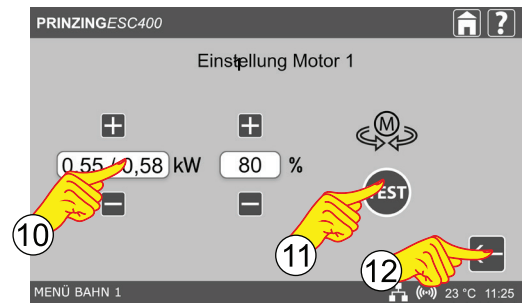 PRINZINGESC400
?
Einstellung Motor 1
M
+
+
0,55 / 0,58 kW
80 %
TEST
−
−
10
11
12
MENÜ BAHN 1
23 °C 11:25